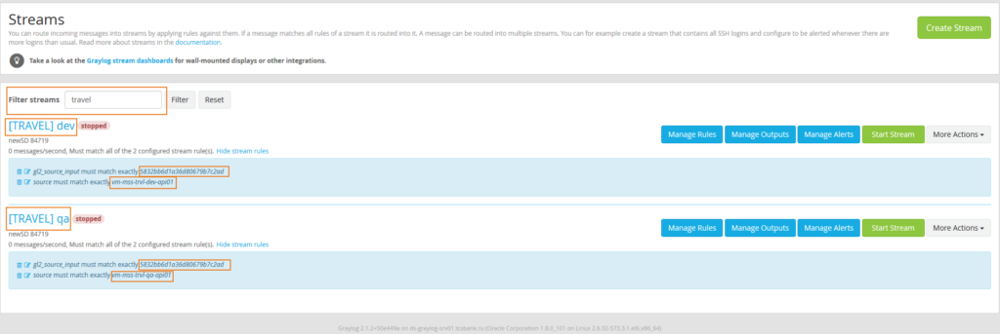 Streams
You can route incoming messages into streams by applying rules against them. If a message matches all rules of a stream it is routed into it. A message can be routed into multiple streams. You can for example create a stream that contains all SSH logins and configure to be alerted whenever there are
more logins than usual. Read more about streams in the documentation.
Create Stream
Take a look at the Graylog stream dashboards for wall-mounted displays or other integrations.
Filter streams travel Filter Reset
[TRAVEL] dev stopped
newSD 84719
0 messages/second, Must match all of the 2 configured stream rule(s). Hide stream rules
Manage Rules Manage Outputs Manage Alerts Start Stream More Actions
gl2_source_input must match exactly 5832bb6d1a36d80679b7c2ad
source must match exactly vm-mss-trvl-dev-api01
[TRAVEL] qa stopped
newSD 84719
0 messages/second, Must match all of the 2 configured stream rule(s). Hide stream rules
Manage Rules Manage Outputs Manage Alerts Start Stream More Actions
gl2_source_input must match exactly 5832bb6d1a36d80679b7c2ad
source must match exactly vm-mss-trvl-qa-api01
Graylog 2.1.2+50e449a on (Oracle Corporation 1.8.0_101 on Linux 2.6.32-573.3.1.el6.x86_64)